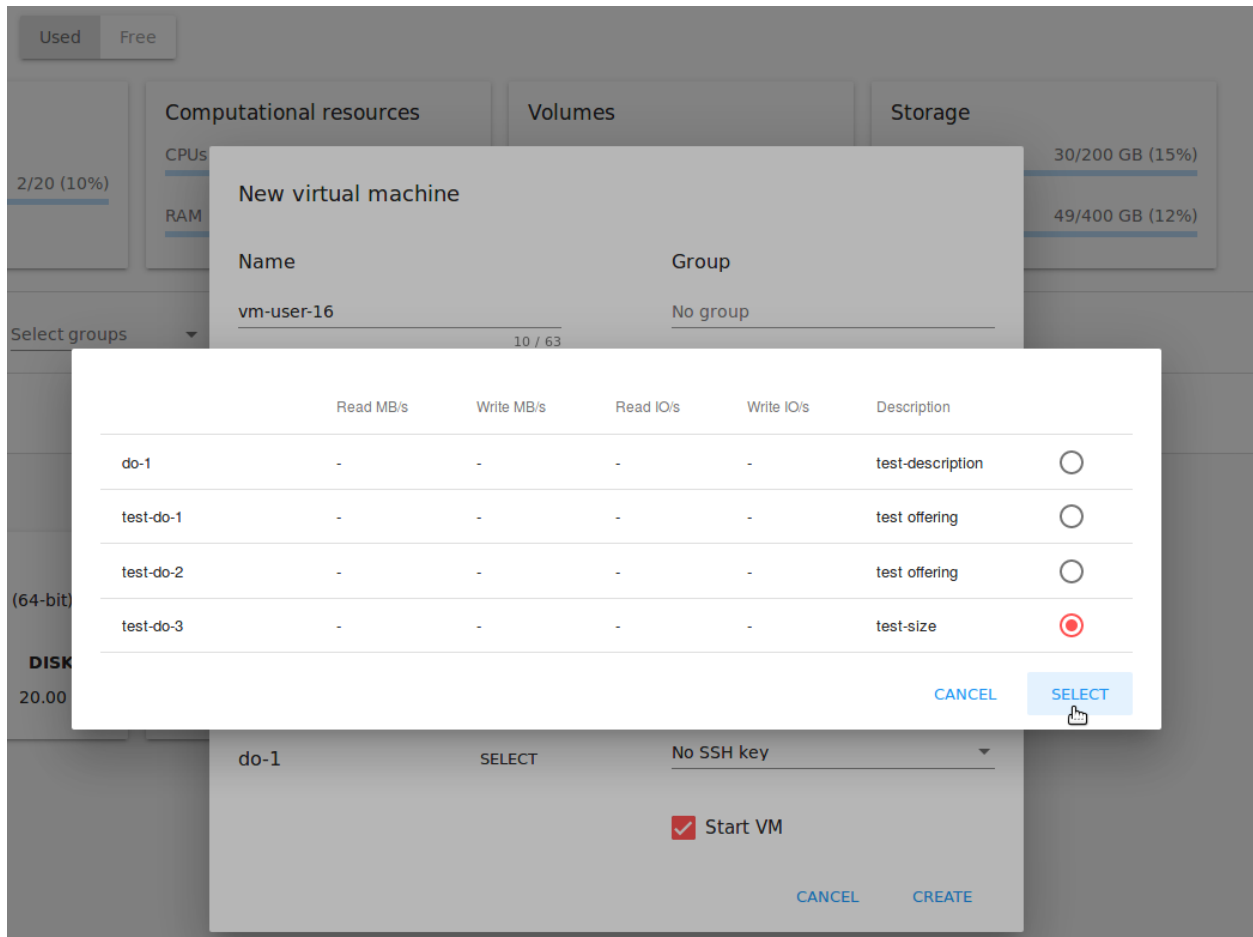 Used Free
Computational resources Volumes Storage
CPUs 30/200 GB (15%)
2/20 (10%)
RAM 49/400 GB (12%)
New virtual machine
Name Group
vm-user-16 No group
10 / 63
Select groups
Read MB/s Write MB/s Read IO/s Write IO/s Description
do-1 - - - - test-description
test-do-1 - - - - test offering
test-do-2 - - - - test offering
test-do-3 - - - - test-size
(64-bit)
DISK
20.00
CANCEL SELECT
do-1 SELECT No SSH key
Start VM
CANCEL CREATE